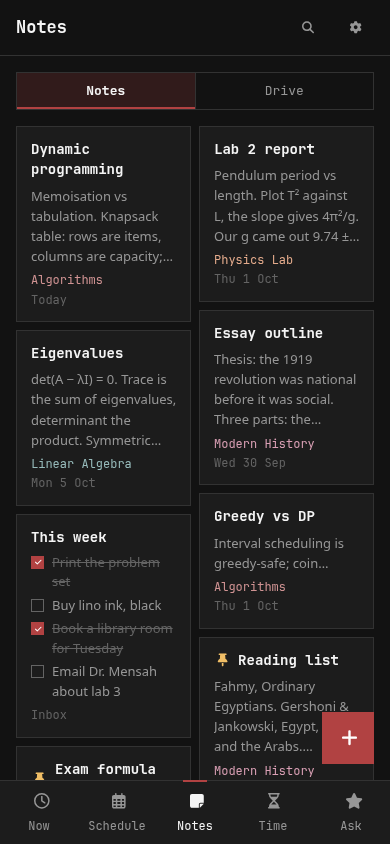 Notes
Notes
Drive
Dynamic
programming
Memoisation vs
tabulation. Knapsack
table: rows are items,
columns are capacity;...
Algorithms
Today
Eigenvalues
det(A − λI) = 0. Trace is
the sum of eigenvalues,
determinant the
product. Symmetric...
Linear Algebra
Mon 5 Oct
This week
Print the problem
set
Buy lino ink, black
Book a library room
for Tuesday
Email Dr. Mensah
about lab 3
Inbox
Exam formula
Lab 2 report
Pendulum period vs
length. Plot T² against
L, the slope gives 4π²/g.
Our g came out 9.74 ±...
Physics Lab
Thu 1 Oct
Essay outline
Thesis: the 1919
revolution was national
before it was social.
Three parts: the...
Modern History
Wed 30 Sep
Greedy vs DP
Interval scheduling is
greedy-safe; coin...
Algorithms
Thu 1 Oct
Reading list
Fahmy, Ordinary
Egyptians. Gershoni &
Jankowski, Egypt,
and the Arabs....
Modern History
Now
Schedule
Notes
Time
Ask